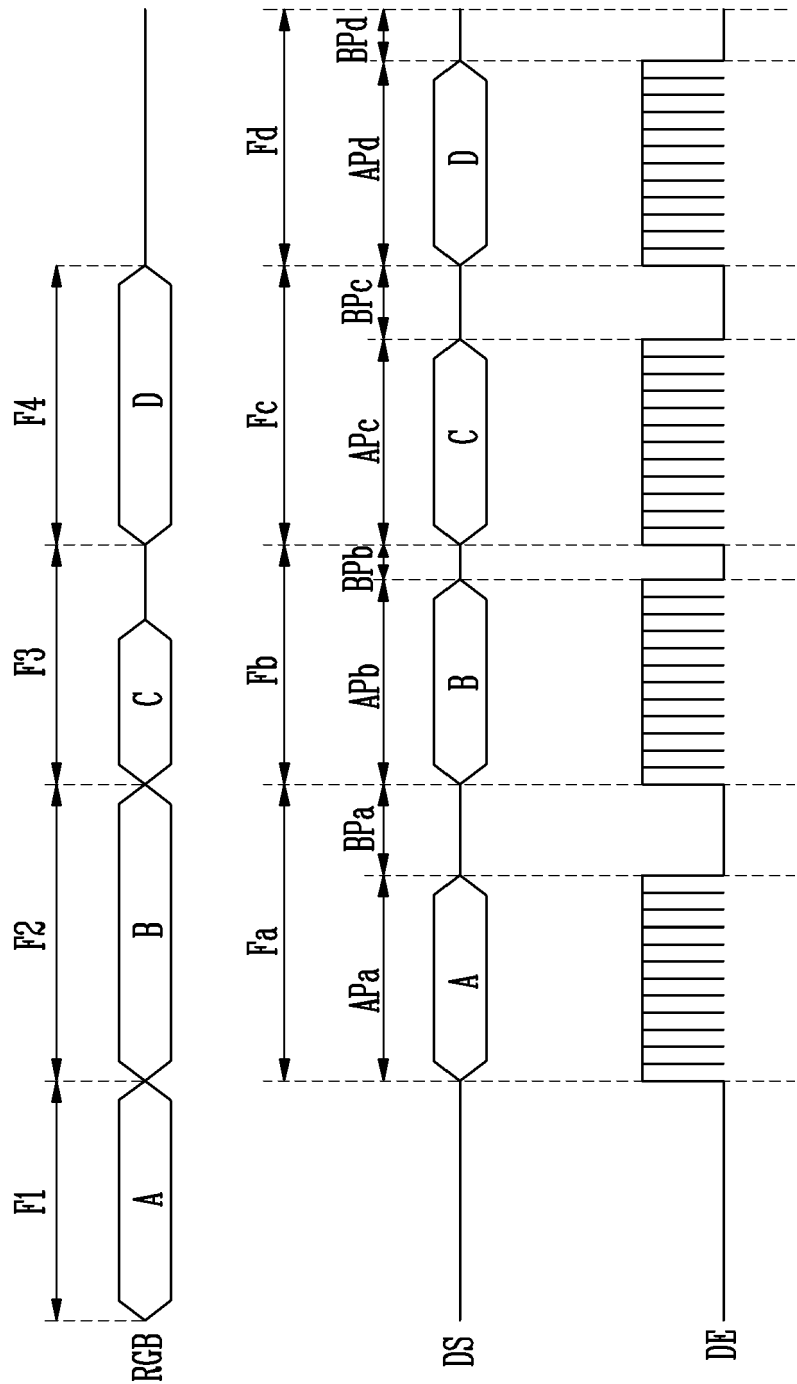 F1 F2 F3 F4
RGB A B C D
Fa Fb Fc Fd
APa BPa APb BPb APc BPc APd BPd
DS A B C D
DE